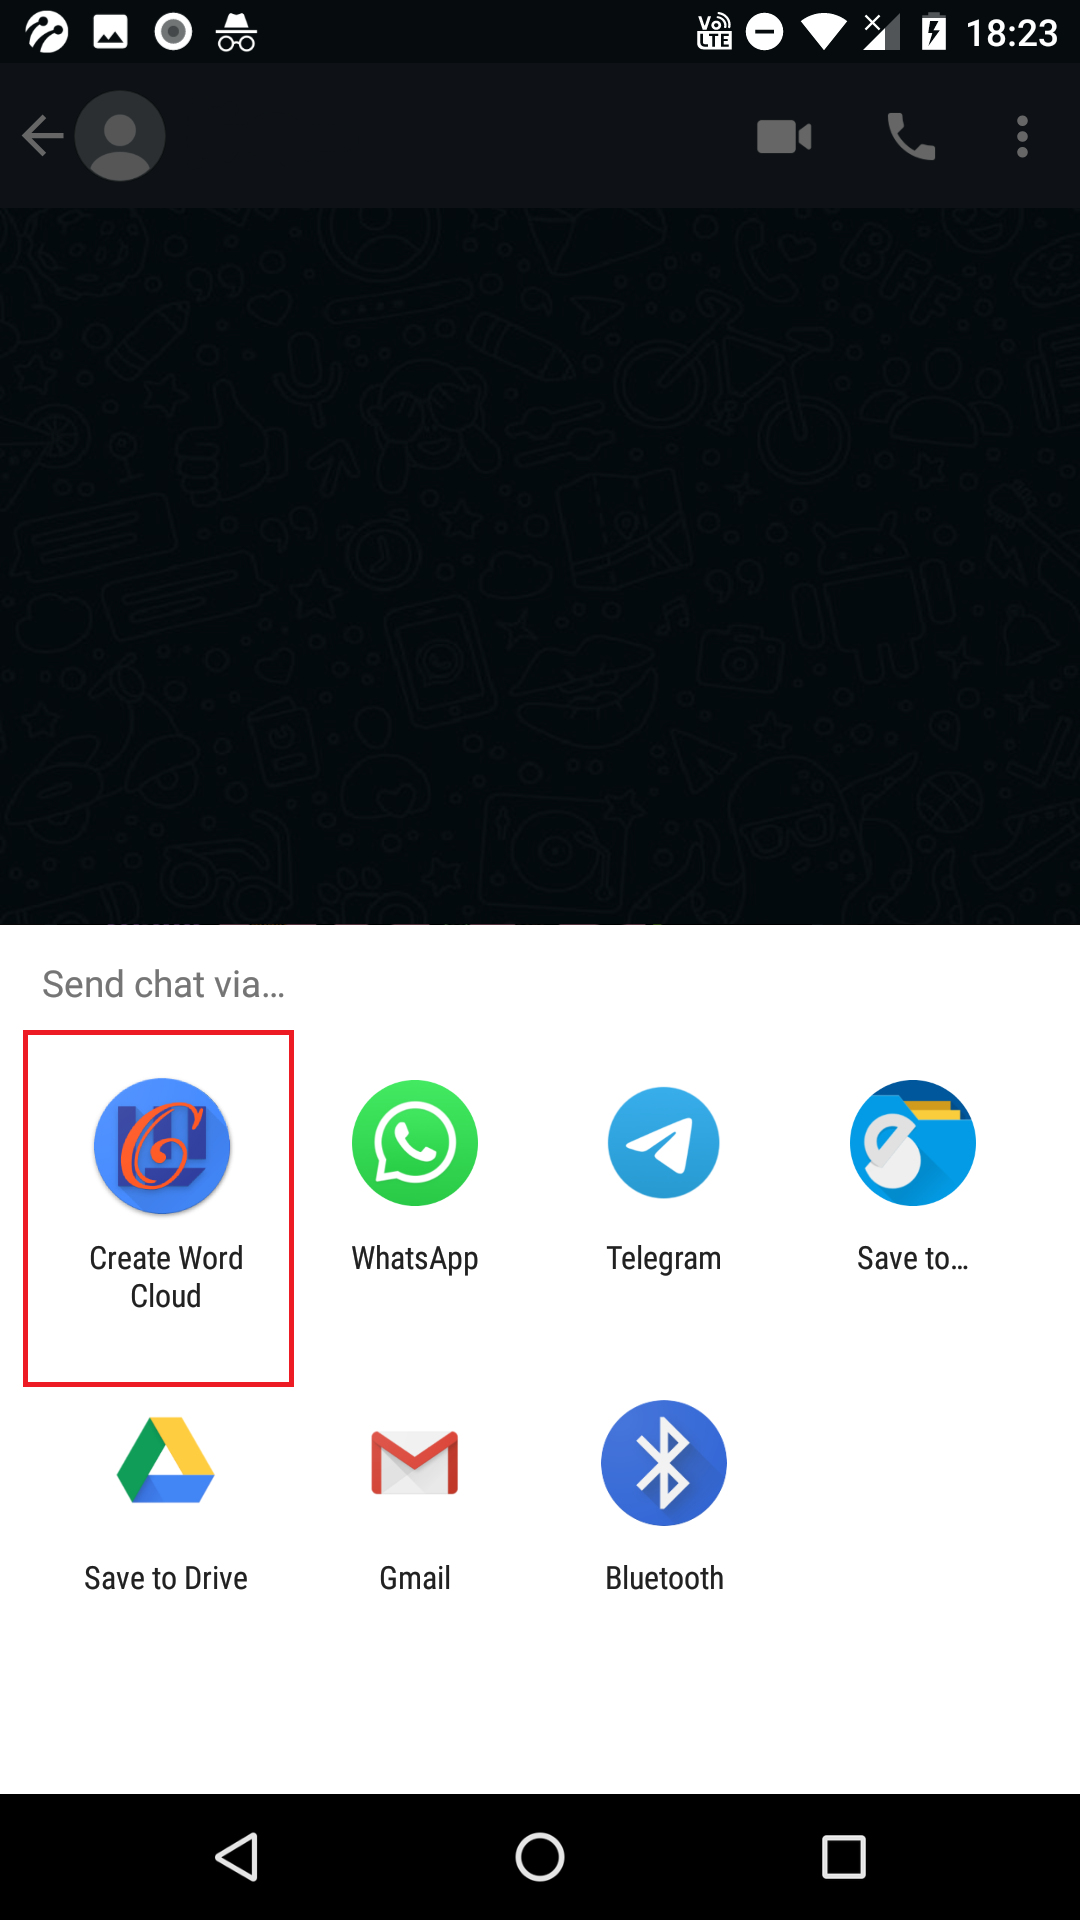 Vo LTE 18:23
Send chat via...
Create Word
Cloud
WhatsApp
Telegram
Save to...
Save to Drive
Gmail
Bluetooth